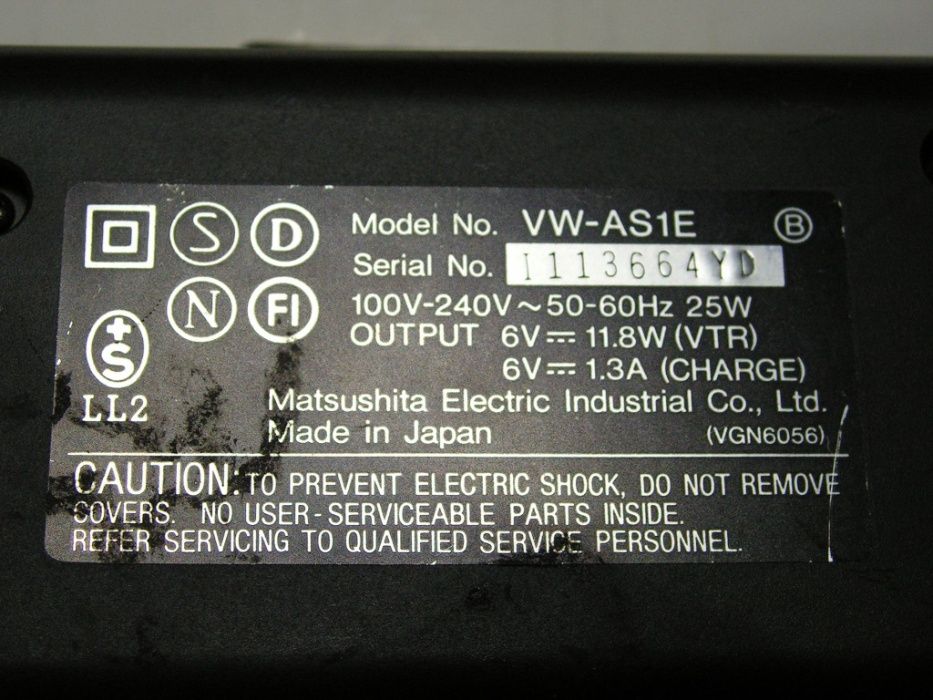 S D Model No. VW-AS1E B
Serial No. I1113664YD
N FI 100V-240V~50-60Hz 25W
OUTPUT 6V⎓11.8W (VTR)
6V⎓1.3A (CHARGE)
+S
LL2
Matsushita Electric Industrial Co., Ltd.
Made in Japan (VGN6056)
CAUTION: TO PREVENT ELECTRIC SHOCK, DO NOT REMOVE
COVERS. NO USER-SERVICEABLE PARTS INSIDE.
REFER SERVICING TO QUALIFIED SERVICE PERSONNEL.